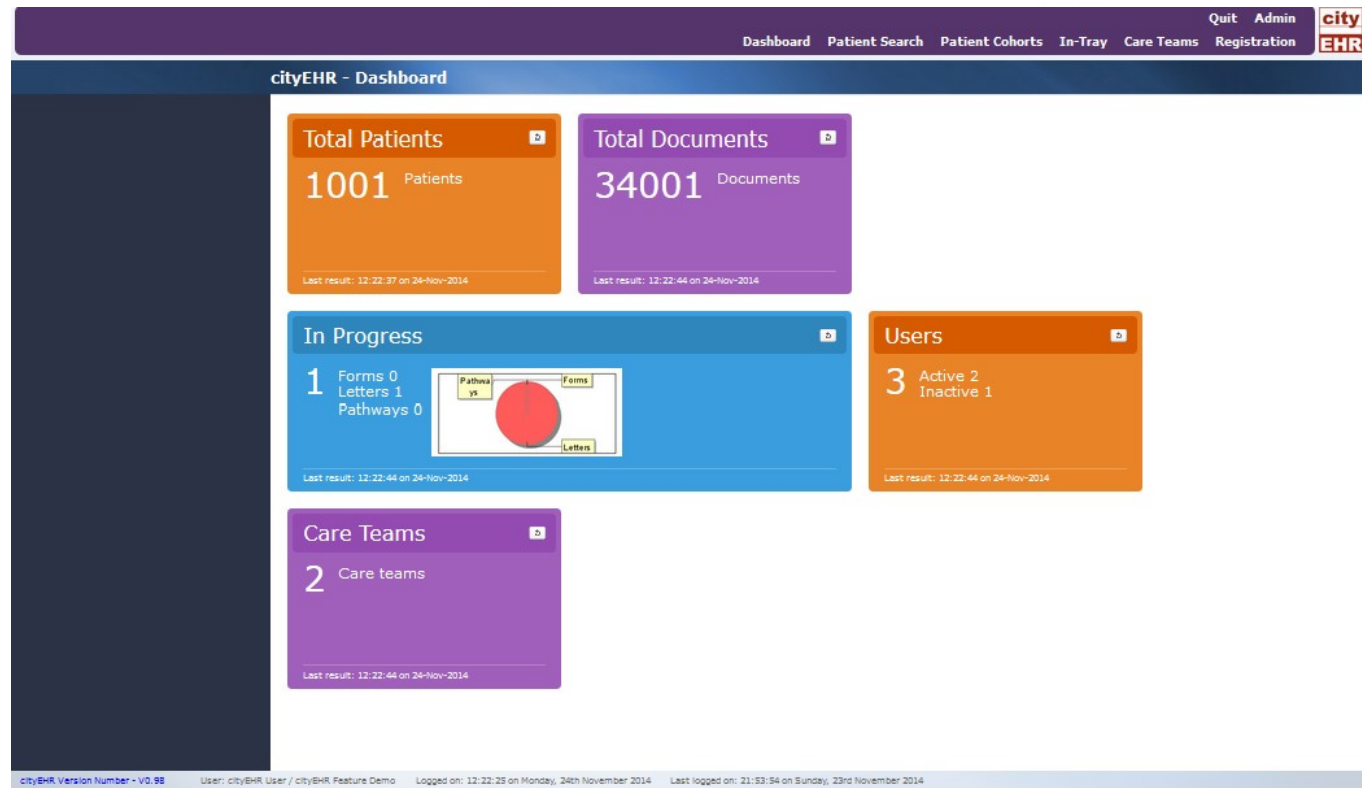 Quit Admin
city
EHR
Dashboard Patient Search Patient Cohorts In-Tray Care Teams Registration
cityEHR - Dashboard
Total Patients
1001 Patients
Last result: 12:22:37 on 24-Nov-2014
Total Documents
34001 Documents
Last result: 12:22:44 on 24-Nov-2014
In Progress
1
Forms 0
Letters 1
Pathways 0
Pathwa
ys
Forms
Letters
Last result: 12:22:44 on 24-Nov-2014
Users
3
Active 2
Inactive 1
Last result: 12:22:44 on 24-Nov-2014
Care Teams
2 Care teams
Last result: 12:22:44 on 24-Nov-2014
cityEHR Version Number - V0.98 User: cityEHR User / cityEHR Feature Demo Logged on: 12:22:25 on Monday, 24th November 2014 Last logged on: 21:53:54 on Sunday, 23rd November 2014